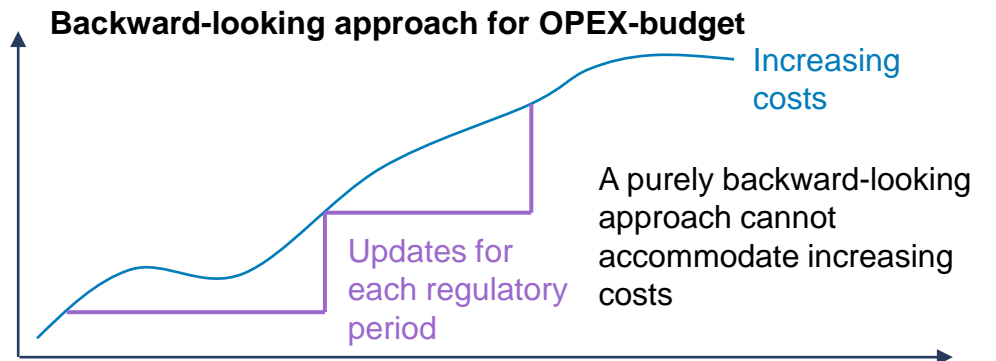 Backward-looking approach for OPEX-budget
Increasing
costs
A purely backward-looking
approach cannot
accommodate increasing
costs
Updates for
each regulatory
period